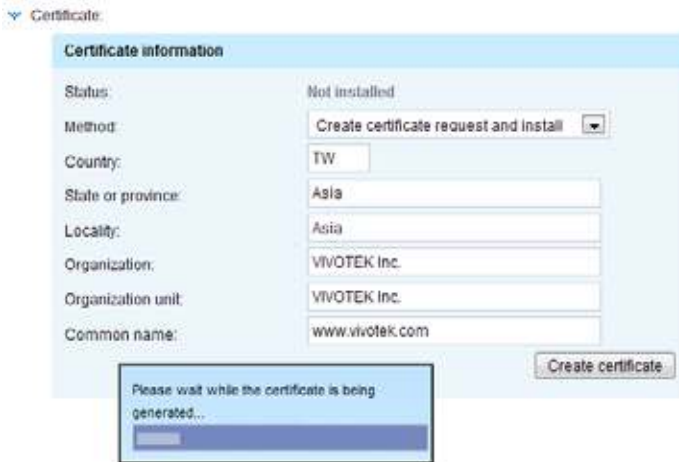 Certificate:
Certificate information
Status: Not installed
Method: Create certificate request and install
Country: TW
State or province: Asia
Locality: Asia
Organization: VIVOTEK Inc.
Organization unit: VIVOTEK Inc.
Common name: www.vivotek.com
Create certificate
Please wait while the certificate is being
generated...